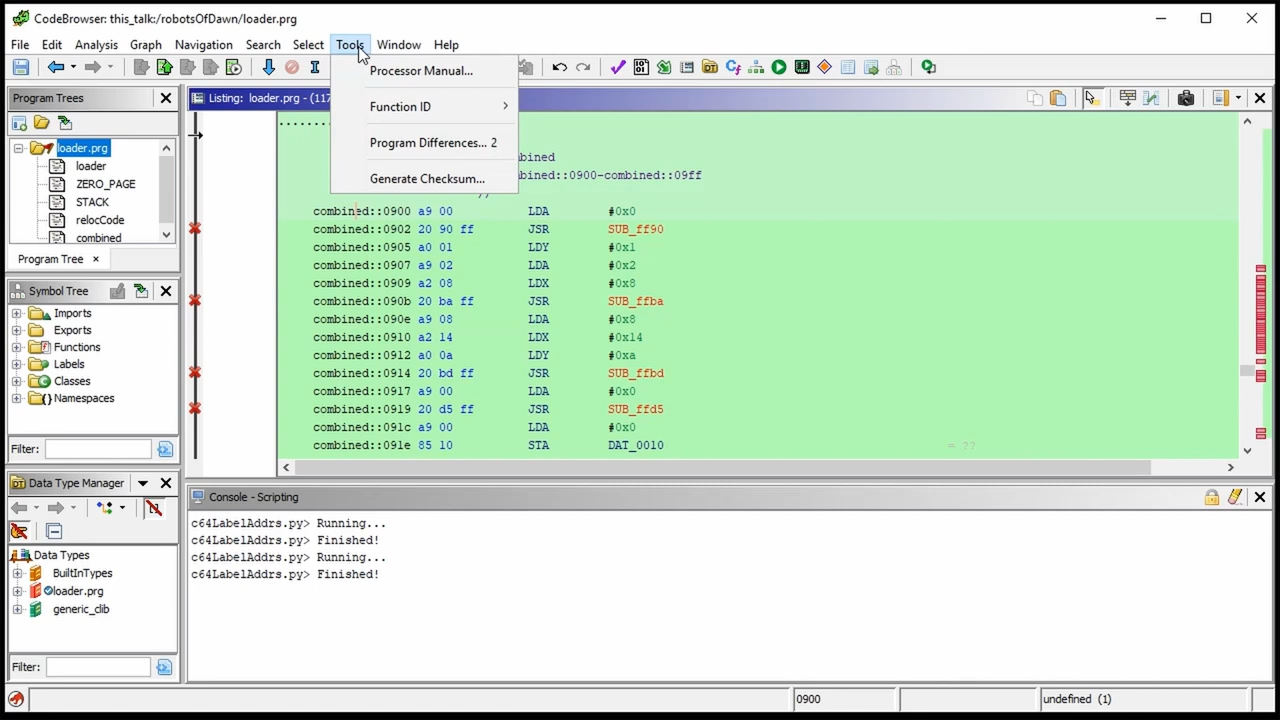 CodeBrowser: this_talk:/robotsOfDawn/loader.prg
File Edit Analysis Graph Navigation Search Select Tools Window Help
Processor Manual...
Function ID
Program Differences... 2
Generate Checksum...
Program Trees
loader.prg
loader
ZERO_PAGE
STACK
relocCode
combined
Program Tree
Symbol Tree
Imports
Exports
Functions
Labels
Classes
Namespaces
Filter:
Data Type Manager
Data Types
BuiltInTypes
loader.prg
generic_clib
Filter:
Listing: loader.prg - (117
bined
bined::0900-combined::09ff
//
combined::0900 a9 00 LDA #0x0
combined::0902 20 90 ff JSR SUB_ff90
combined::0905 a0 01 LDY #0x1
combined::0907 a9 02 LDA #0x2
combined::0909 a2 08 LDX #0x8
combined::090b 20 ba ff JSR SUB_ffba
combined::090e a9 08 LDA #0x8
combined::0910 a2 14 LDX #0x14
combined::0912 a0 0a LDY #0xa
combined::0914 20 bd ff JSR SUB_ffbd
combined::0917 a9 00 LDA #0x0
combined::0919 20 d5 ff JSR SUB_ffd5
combined::091c a9 00 LDA #0x0
combined::091e 85 10 STA DAT_0010 = ??
Console - Scripting
c64LabelAddrs.py> Running...
c64LabelAddrs.py> Finished!
c64LabelAddrs.py> Running...
c64LabelAddrs.py> Finished!
0900
undefined (1)